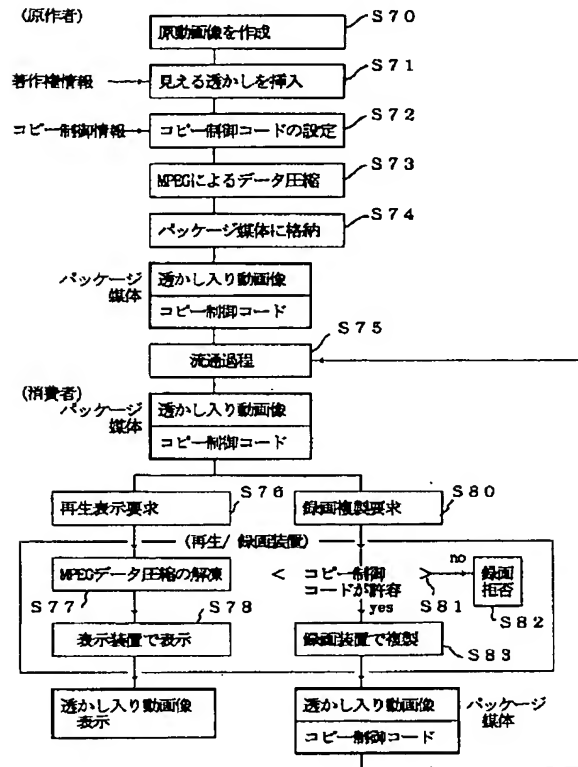 (原作者)
原動画像を作成
S70
著作権情報
見える透かしを挿入
S71
コピー制御情報
コピー制御コードの設定
S72
MPEGによるデータ圧縮
S73
パッケージ媒体に格納
S74
パッケージ
媒体
透かし入り動画像
コピー制御コード
S75
流通過程
(消費者)
パッケージ
媒体
透かし入り動画像
コピー制御コード
S76
再生表示要求
S80
録画複製要求
(再生/録画装置)
MPEGデータ圧縮の解凍
S77
< コピー制御
コードが許容 >
S81
no
録画
拒否
S82
yes
S78
表示装置で表示
録画装置で複製
S83
透かし入り動画像
表示
透かし入り動画像
コピー制御コード
パッケージ
媒体